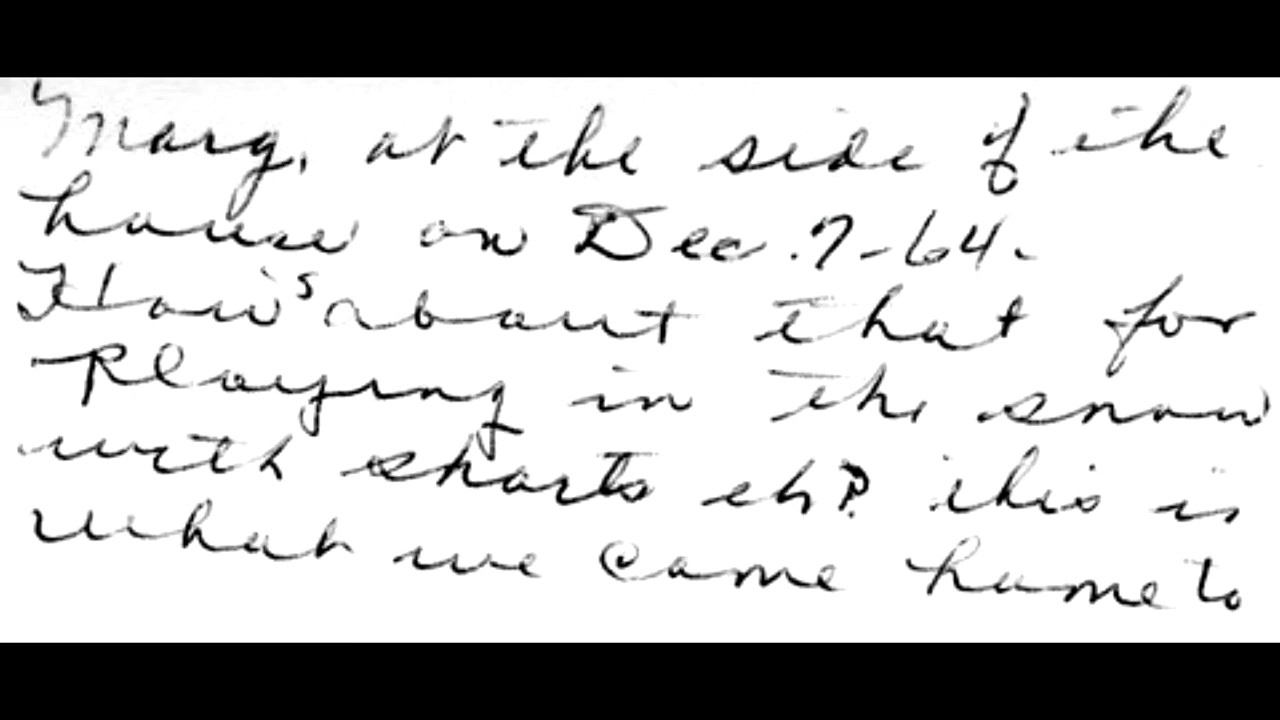 Marg, at the side of the
house on Dec. 7-64-
How's about that for
Playing in the snow
with shorts eh? this is
what we came home to